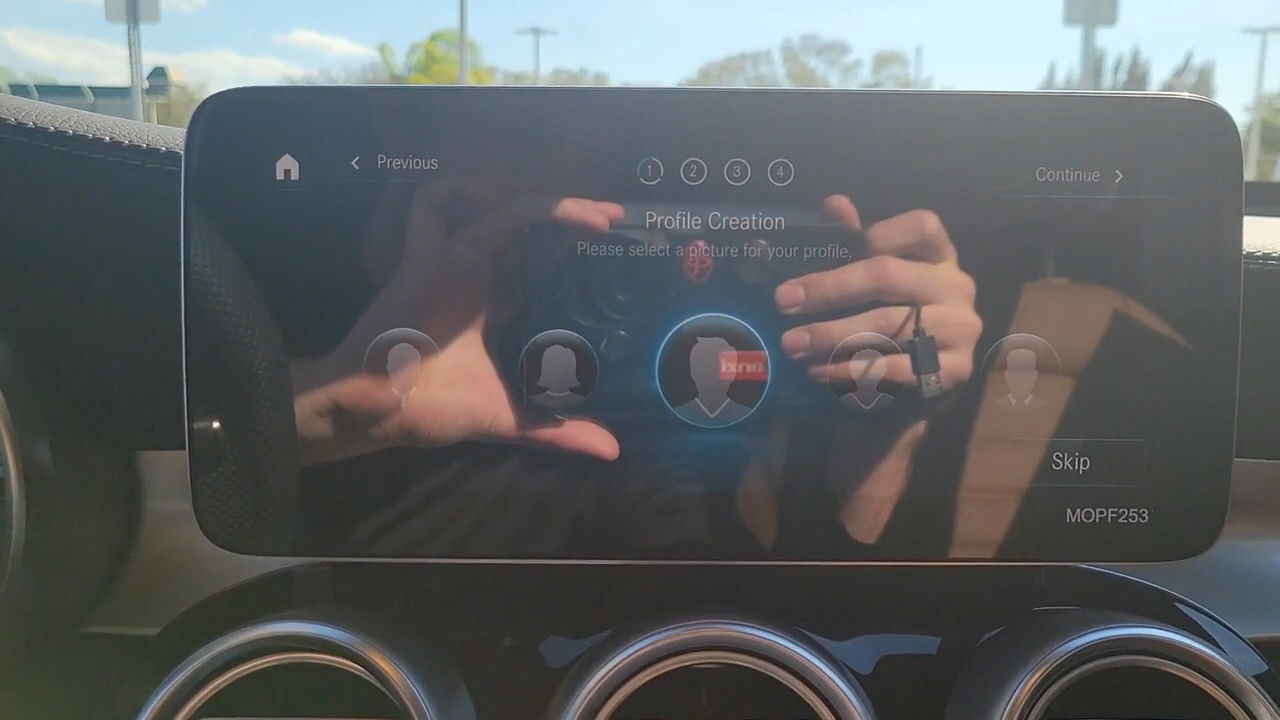 Previous
1 2 3 4
Continue
Profile Creation
Please select a picture for your profile.
Skip
MOPF253